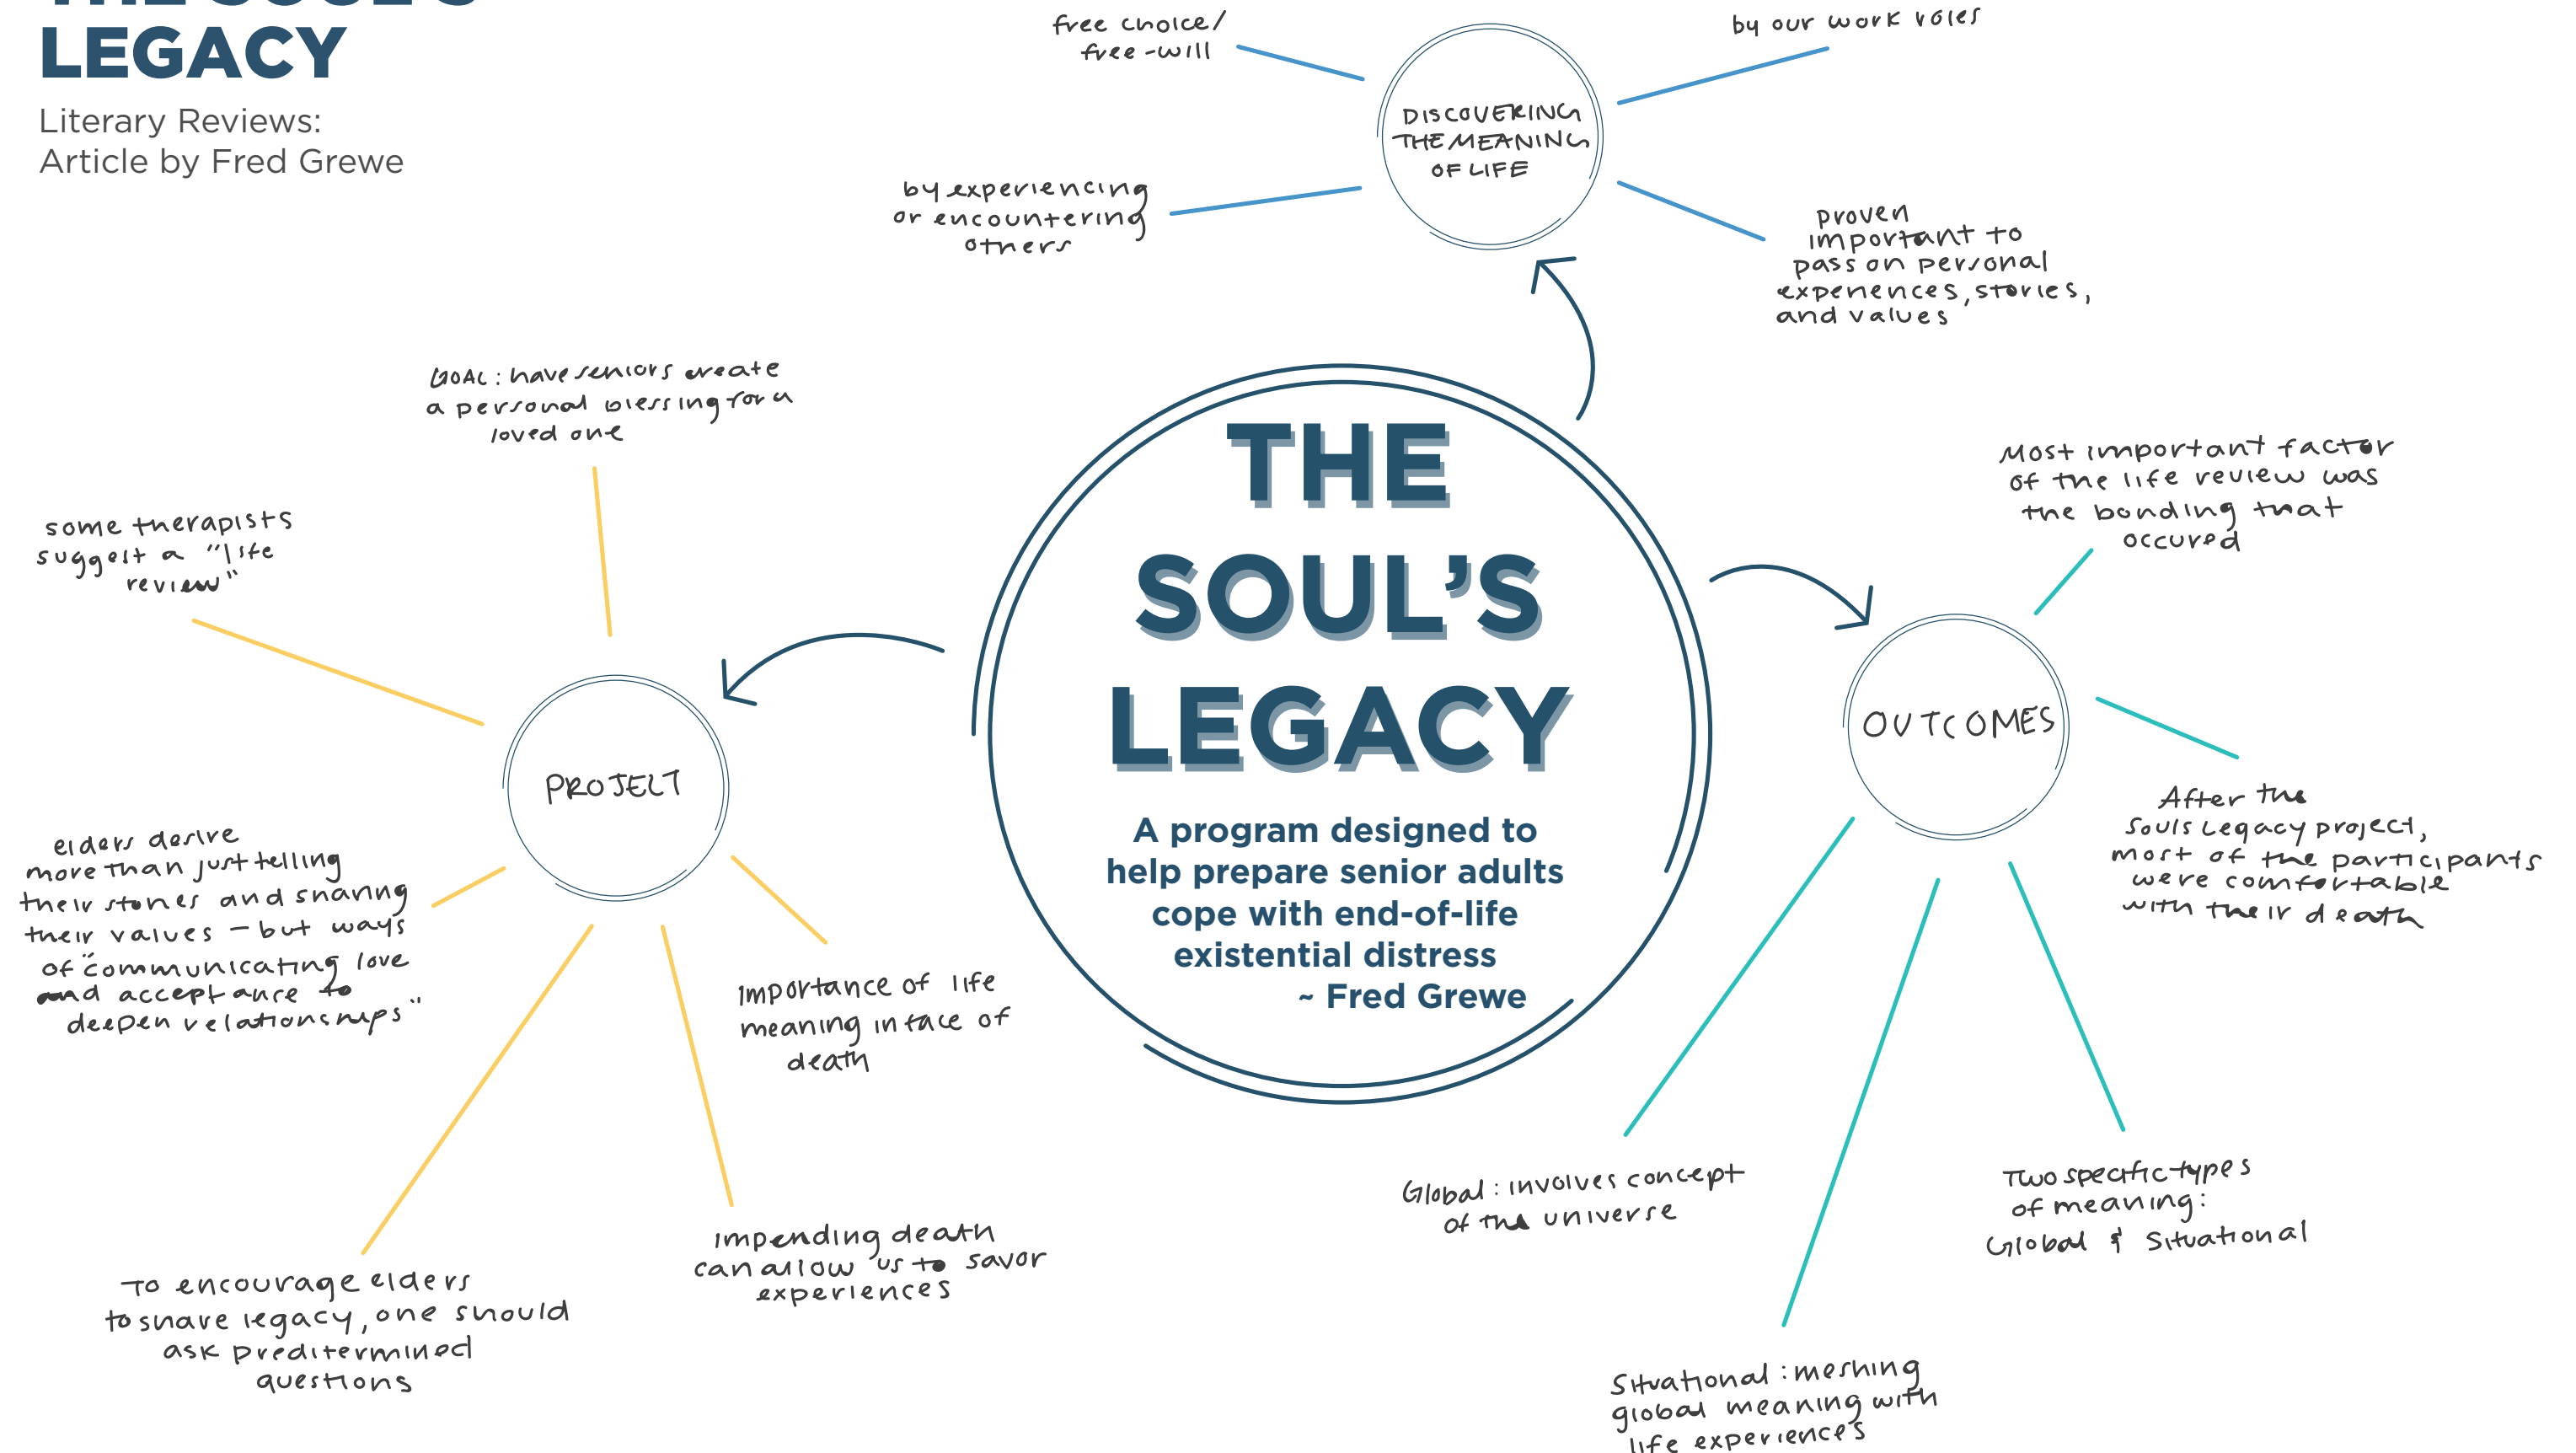 THE SOUL'S
LEGACY
Literary Reviews:
Article by Fred Grewe
free choice/
free-will
by our work roles
DISCOVERING
THE MEANING
OF LIFE
by experiencing
or encountering
others
proven
important to
pass on personal
experiences, stories,
and values
GOAL: have seniors create
a personal blessing for a
loved one
some therapists
suggest a "life
review"
PROJECT
elders desire
more than just telling
their stories and sharing
their values - but ways
of "communicating love
and acceptance to
deepen relationships"
importance of life
meaning in face of
death
impending death
can allow us to savor
experiences
To encourage elders
to share legacy, one should
ask preditermined
questions
THE
SOUL'S
LEGACY
A program designed to
help prepare senior adults
cope with end-of-life
existential distress
~ Fred Grewe
Most important factor
of the life review was
the bonding that
occured
OUTCOMES
After the
Souls Legacy project,
most of the participants
were comfortable
with their death
Global: involves concept
of the universe
Two specific types
of meaning:
Global & Situational
Situational: meshing
global meaning with
life experiences